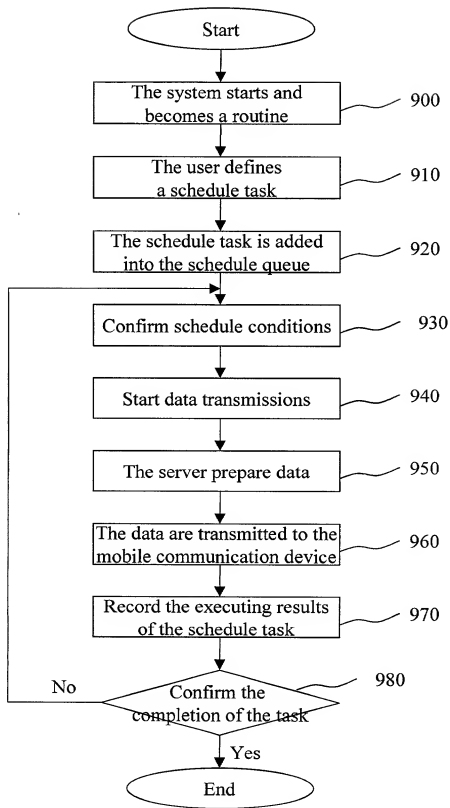 Start
The system starts and
becomes a routine
900
The user defines
a schedule task
910
The schedule task is added
into the schedule queue
920
Confirm schedule conditions
930
Start data transmissions
940
The server prepare data
950
The data are transmitted to the
mobile communication device
960
Record the executing results
of the schedule task
970
Confirm the
completion of the task
980
No
Yes
End